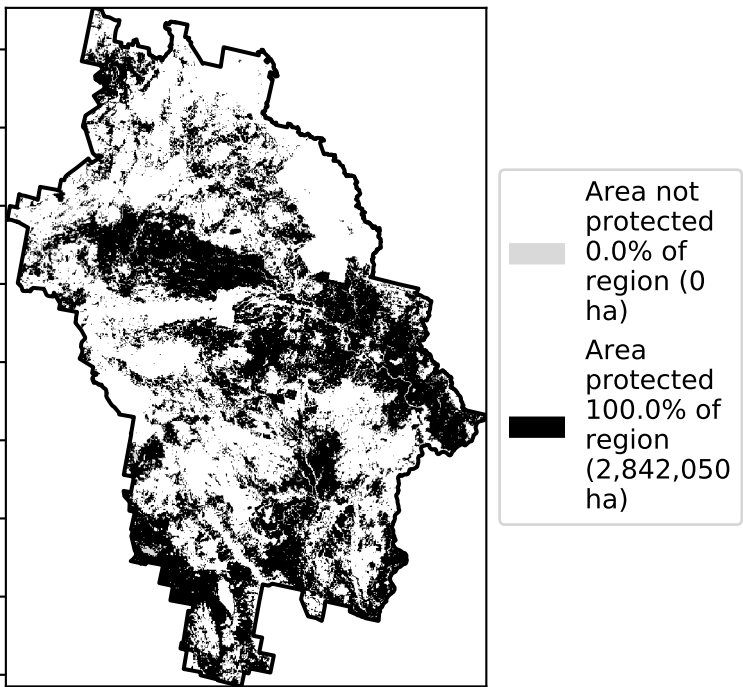 Area not
protected
0.0% of
region (0
ha)
Area
protected
100.0% of
region
(2,842,050
ha)